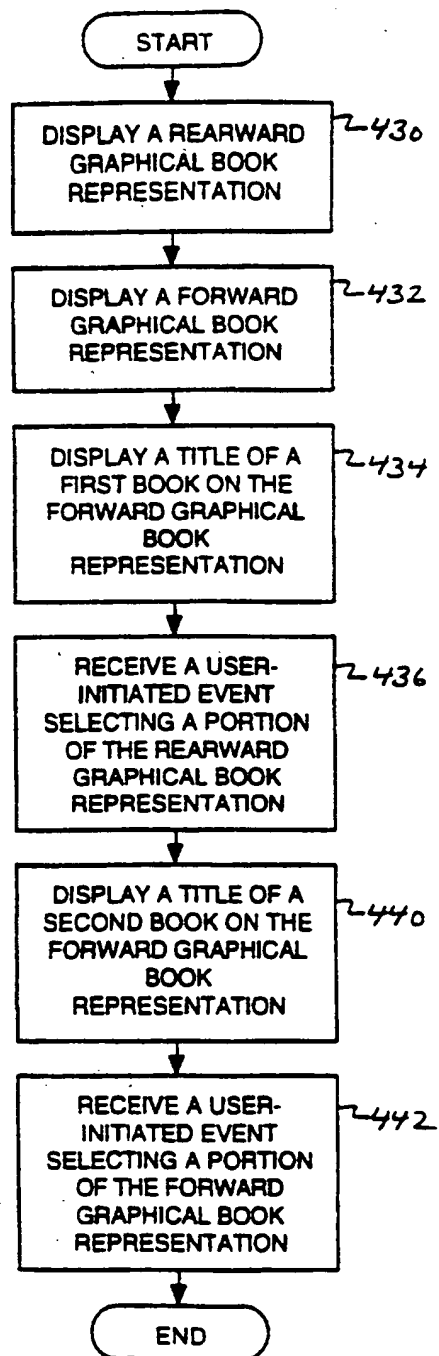 START
DISPLAY A REARWARD
GRAPHICAL BOOK
REPRESENTATION
430
DISPLAY A FORWARD
GRAPHICAL BOOK
REPRESENTATION
432
DISPLAY A TITLE OF A
FIRST BOOK ON THE
FORWARD GRAPHICAL
BOOK
REPRESENTATION
434
RECEIVE A USER-
INITIATED EVENT
SELECTING A PORTION
OF THE REARWARD
GRAPHICAL BOOK
REPRESENTATION
436
DISPLAY A TITLE OF A
SECOND BOOK ON THE
FORWARD GRAPHICAL
BOOK
REPRESENTATION
440
RECEIVE A USER-
INITIATED EVENT
SELECTING A PORTION
OF THE FORWARD
GRAPHICAL BOOK
REPRESENTATION
442
END